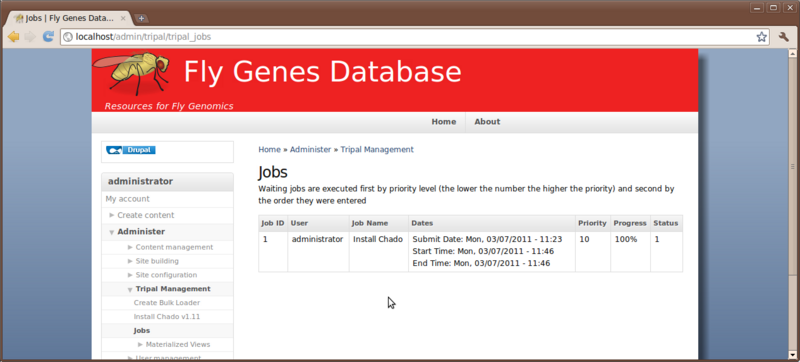 Jobs | Fly Genes Data...
localhost/admin/tripal/tripal_jobs
Fly Genes Database
Resources for Fly Genomics
Home About
Drupal
administrator
My account
Create content
Administer
Content management
Site building
Site configuration
Tripal Management
Create Bulk Loader
Install Chado v1.11
Jobs
Materialized Views
User management
Home » Administer » Tripal Management
Jobs
Waiting jobs are executed first by priority level (the lower the number the higher the priority) and second by
the order they were entered
Job ID User Job Name Dates Priority Progress Status
1 administrator Install Chado Submit Date: Mon, 03/07/2011 - 11:23 10 100% 1
Start Time: Mon, 03/07/2011 - 11:46
End Time: Mon, 03/07/2011 - 11:46